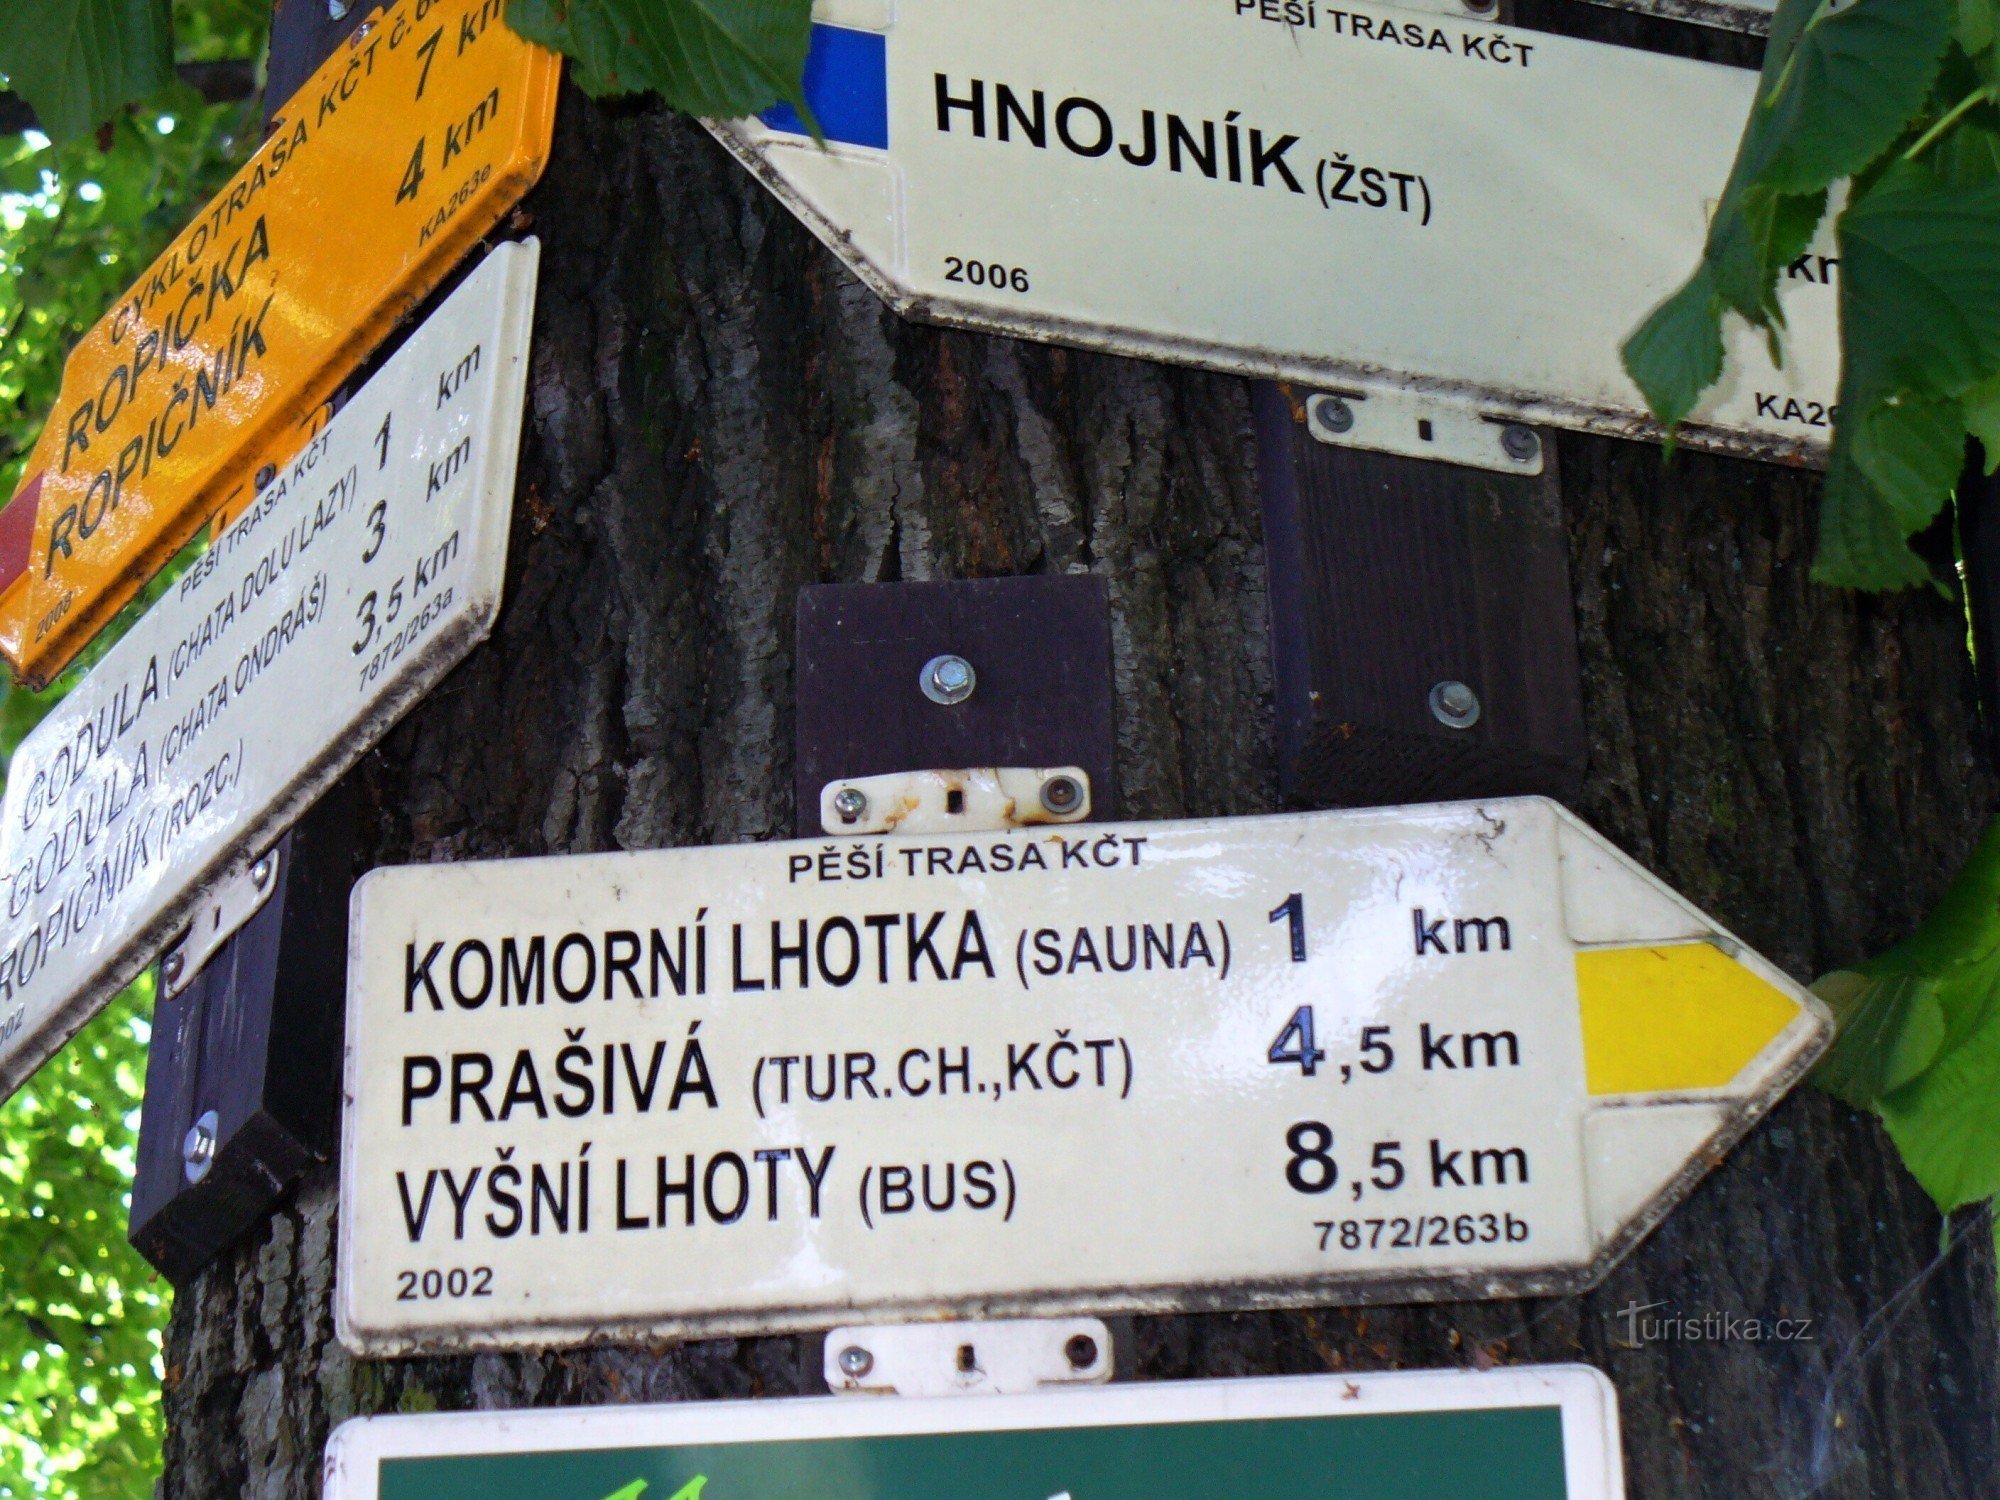 CYKLOTRASA KČT Č.
ROPIČKA 7 km
ROPIČNÍK 4 km
2006 KA263e
PĚŠÍ TRASA KČT
GODULA (CHATA DOLU LAZY) 1 km
GODULA (CHATA ONDRÁŠ) 3 km
ROPIČNÍK (ROZC.) 3,5 km
7872/263a
PĚŠÍ TRASA KČT
HNOJNÍK (ŽST)
km
2006
PĚŠÍ TRASA KČT
KOMORNÍ LHOTKA (SAUNA) 1 km
PRAŠIVÁ (TUR.CH.,KČT) 4,5 km
VYŠNÍ LHOTY (BUS) 8,5 km
2002 7872/263b
Turistika.cz